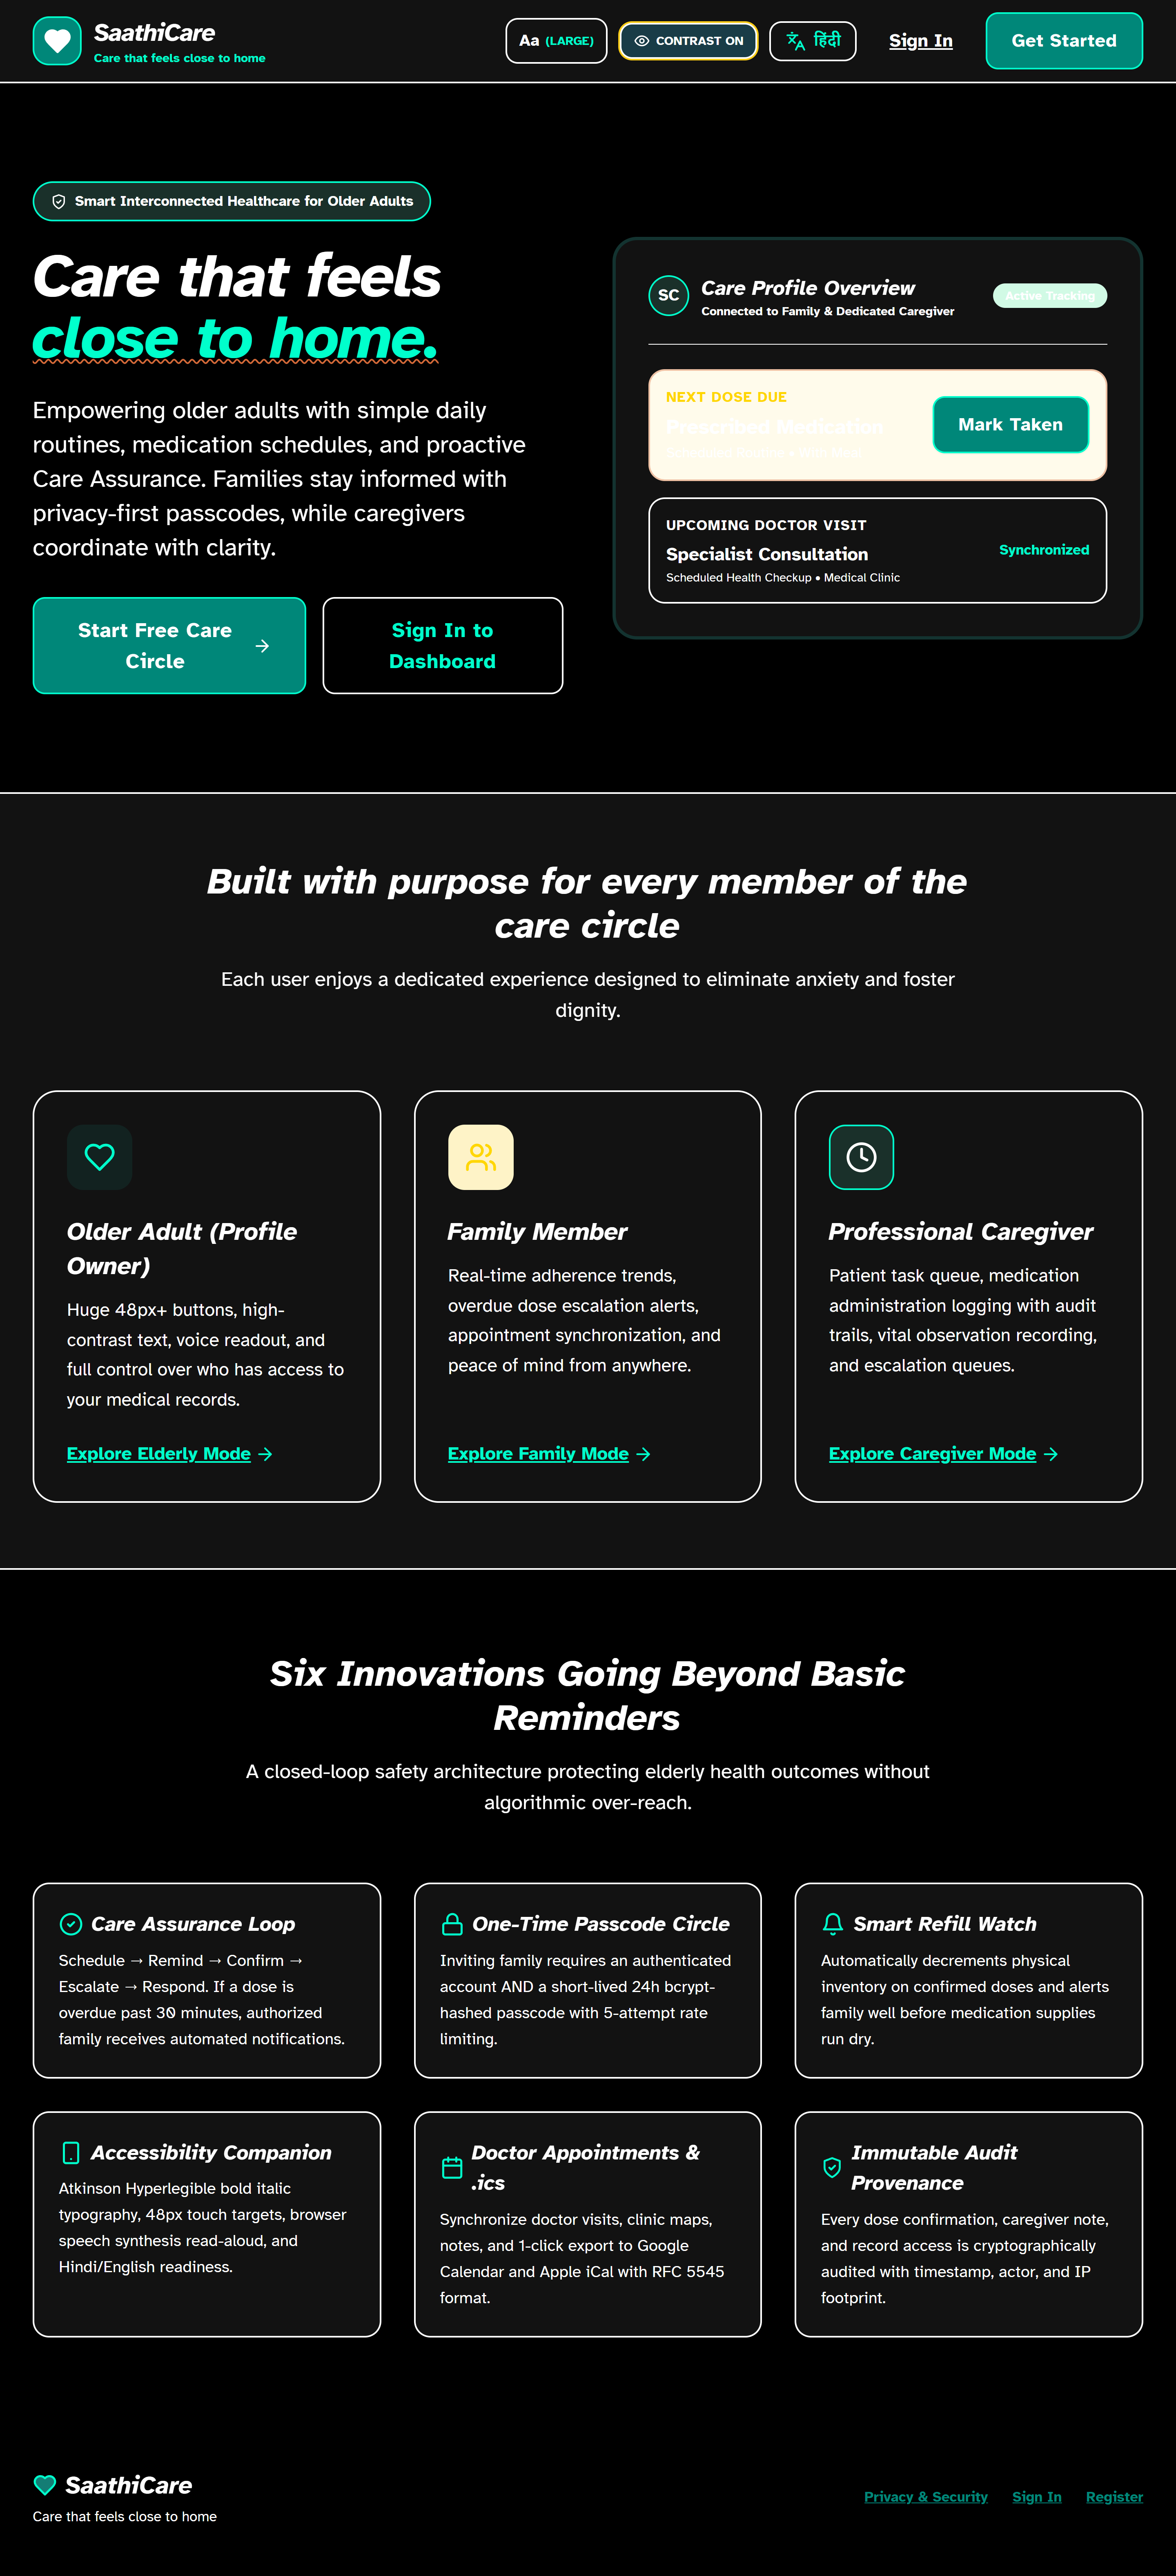 SaathiCare
Care that feels close to home
Aa (LARGE)
CONTRAST ON
हिंदी
Sign In
Get Started
Smart Interconnected Healthcare for Older Adults
Care that feels
close to home.
Empowering older adults with simple daily
routines, medication schedules, and proactive
Care Assurance. Families stay informed with
privacy-first passcodes, while caregivers
coordinate with clarity.
Start Free Care
Circle
Sign In to
Dashboard
SC
Care Profile Overview
Connected to Family & Dedicated Caregiver
Active Tracking
NEXT DOSE DUE
Prescribed Medication
Scheduled Routine • With Meal
Mark Taken
UPCOMING DOCTOR VISIT
Specialist Consultation
Scheduled Health Checkup • Medical Clinic
Synchronized
Built with purpose for every member of the
care circle
Each user enjoys a dedicated experience designed to eliminate anxiety and foster
dignity.
Older Adult (Profile
Owner)
Huge 48px+ buttons, high-
contrast text, voice readout, and
full control over who has access to
your medical records.
Explore Elderly Mode →
Family Member
Real-time adherence trends,
overdue dose escalation alerts,
appointment synchronization, and
peace of mind from anywhere.
Explore Family Mode →
Professional Caregiver
Patient task queue, medication
administration logging with audit
trails, vital observation recording,
and escalation queues.
Explore Caregiver Mode →
Six Innovations Going Beyond Basic
Reminders
A closed-loop safety architecture protecting elderly health outcomes without
algorithmic over-reach.
Care Assurance Loop
Schedule → Remind → Confirm →
Escalate → Respond. If a dose is
overdue past 30 minutes, authorized
family receives automated notifications.
One-Time Passcode Circle
Inviting family requires an authenticated
account AND a short-lived 24h bcrypt-
hashed passcode with 5-attempt rate
limiting.
Smart Refill Watch
Automatically decrements physical
inventory on confirmed doses and alerts
family well before medication supplies
run dry.
Accessibility Companion
Atkinson Hyperlegible bold italic
typography, 48px touch targets, browser
speech synthesis read-aloud, and
Hindi/English readiness.
Doctor Appointments &
.ics
Synchronize doctor visits, clinic maps,
notes, and 1-click export to Google
Calendar and Apple iCal with RFC 5545
format.
Immutable Audit
Provenance
Every dose confirmation, caregiver note,
and record access is cryptographically
audited with timestamp, actor, and IP
footprint.
SaathiCare
Care that feels close to home
Privacy & Security
Sign In
Register